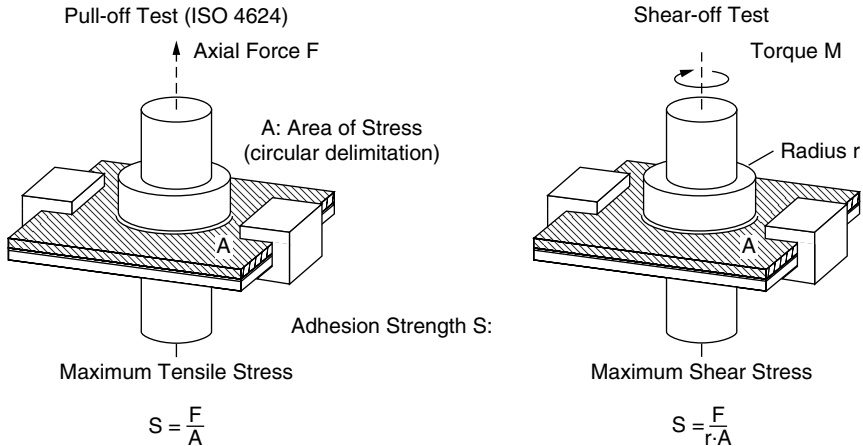 Pull-off Test (ISO 4624)
Axial Force F
A: Area of Stress
(circular delimitation)
A
Maximum Tensile Stress
S = F/A
Adhesion Strength S:
Shear-off Test
Torque M
Radius r
A
Maximum Shear Stress
S = F/r·A